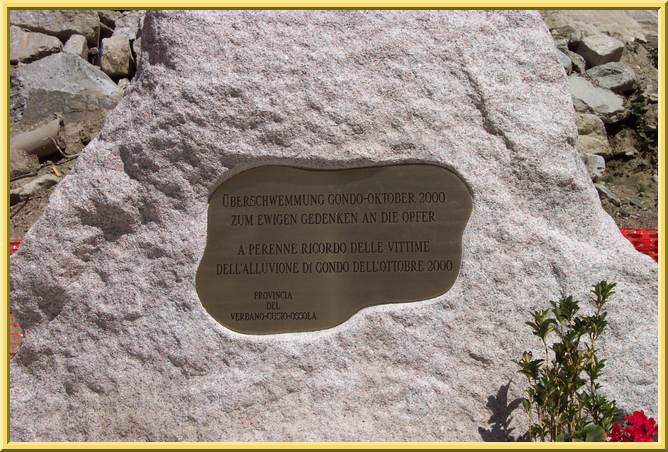 ÜBERSCHWEMMUNG GONDO-OKTOBER. 2000
ZUM EWIGEN GEDENKEN AN DIE OPFER
A PERENNE RICORDO DELLE VITTIME
DELL'ALLUVIONE DI GONDO DELL'OTTOBRE 2000
PROVINCIA
DEL
VERBANO-CUSIO-OSSOLA